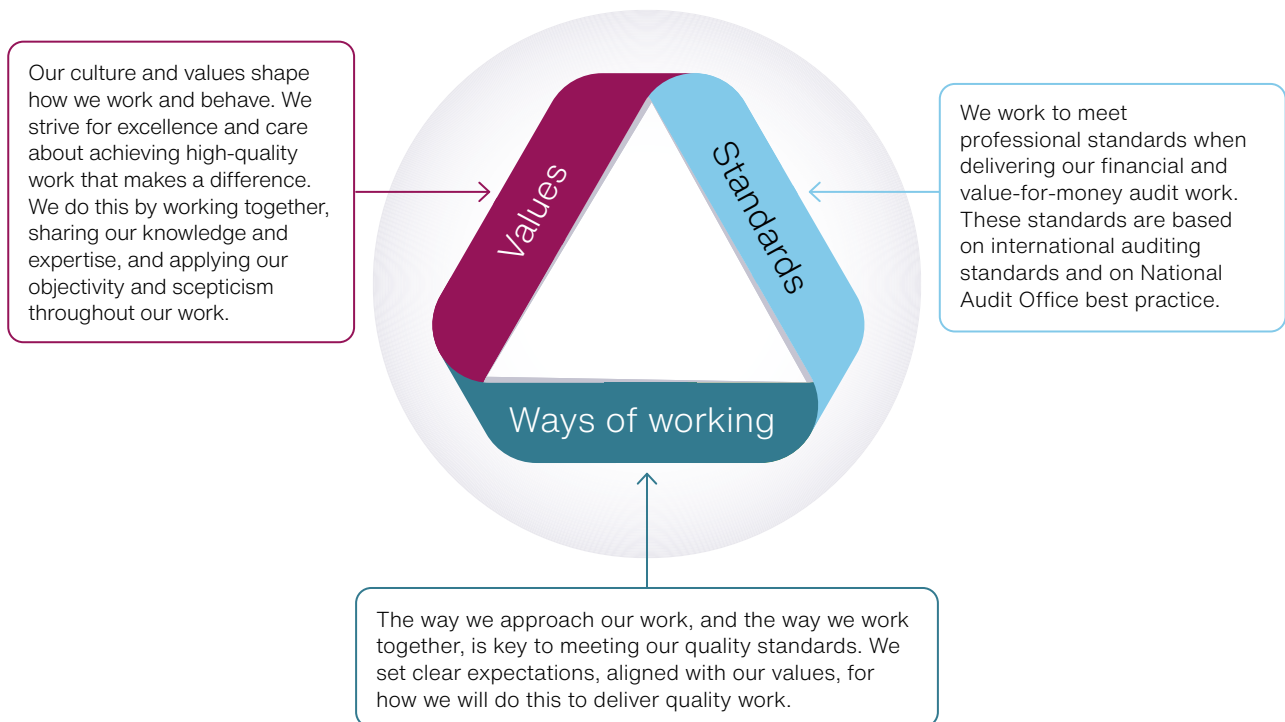 Our culture and values shape
how we work and behave. We
strive for excellence and care
about achieving high-quality
work that makes a difference.
We do this by working together,
sharing our knowledge and
expertise, and applying our
objectivity and scepticism
throughout our work.
Values
Standards
We work to meet
professional standards when
delivering our financial and
value-for-money audit work.
These standards are based
on international auditing
standards and on National
Audit Office best practice.
Ways of working
The way we approach our work, and the way we work
together, is key to meeting our quality standards. We
set clear expectations, aligned with our values, for
how we will do this to deliver quality work.